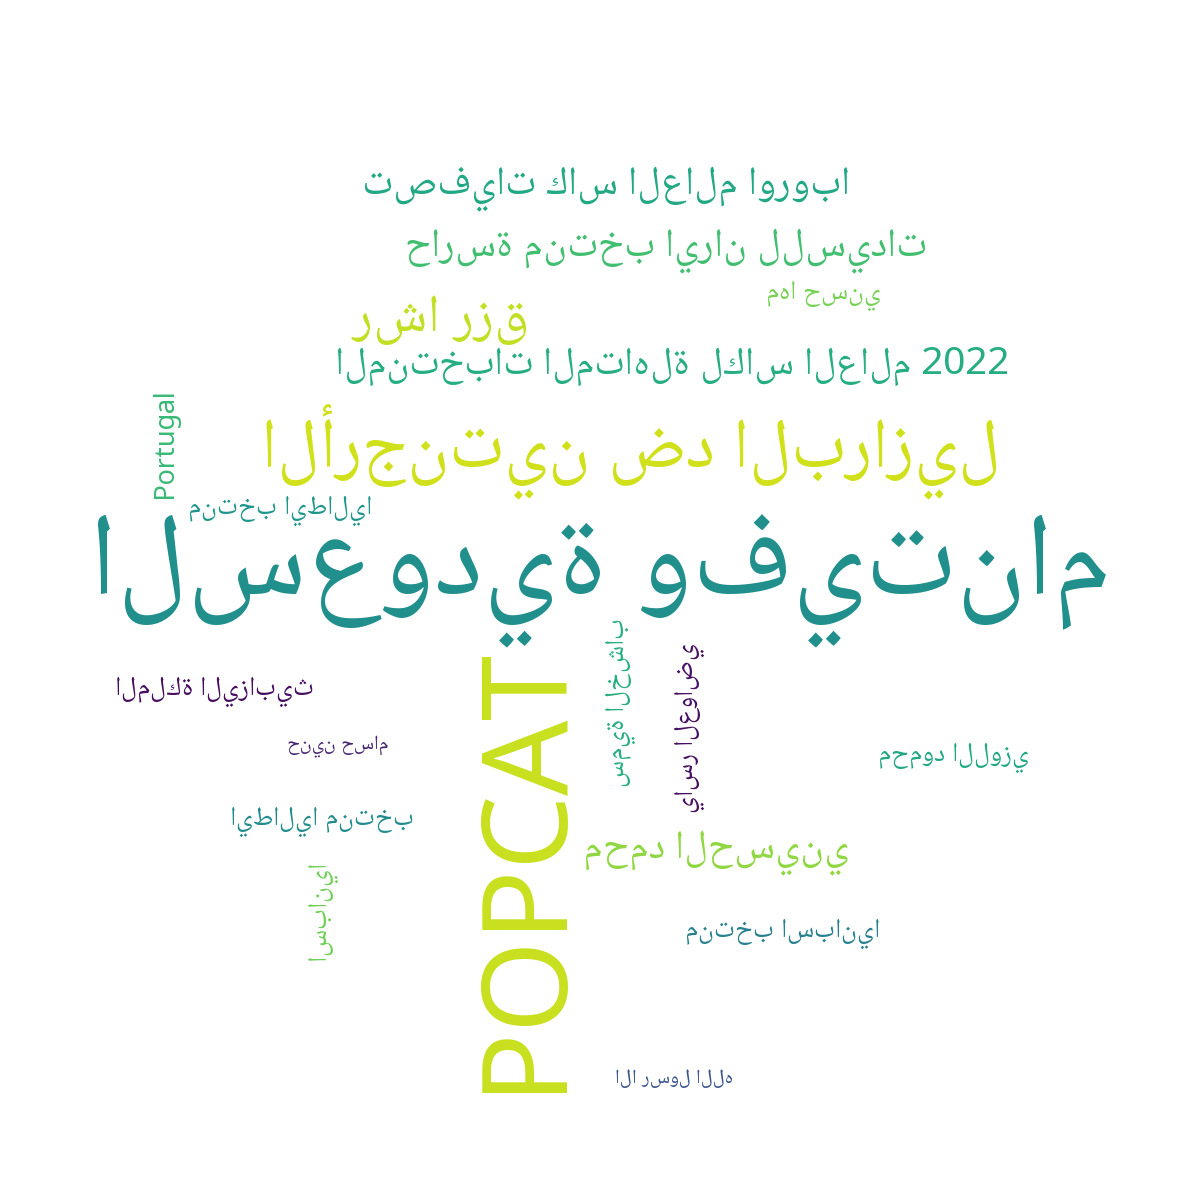 تصفيات كاس العالم اوروبا
حارسة منتخب ايران للسيدات
مها حسني
رشا رزق
المنتخبات المتاهلة لكاس العالم 2022
Portugal
الأرجنتين ضد البرازيل
منتخب ايطاليا
السعودية وفيتنام
سمية الخشاب
ياسر العواضي
POPCAT
الملكة اليزابيث
حنين حسام
محمود اللوزي
ايطاليا منتخب
محمد الحسيني
اسبانيا
منتخب اسبانيا
الا رسول الله